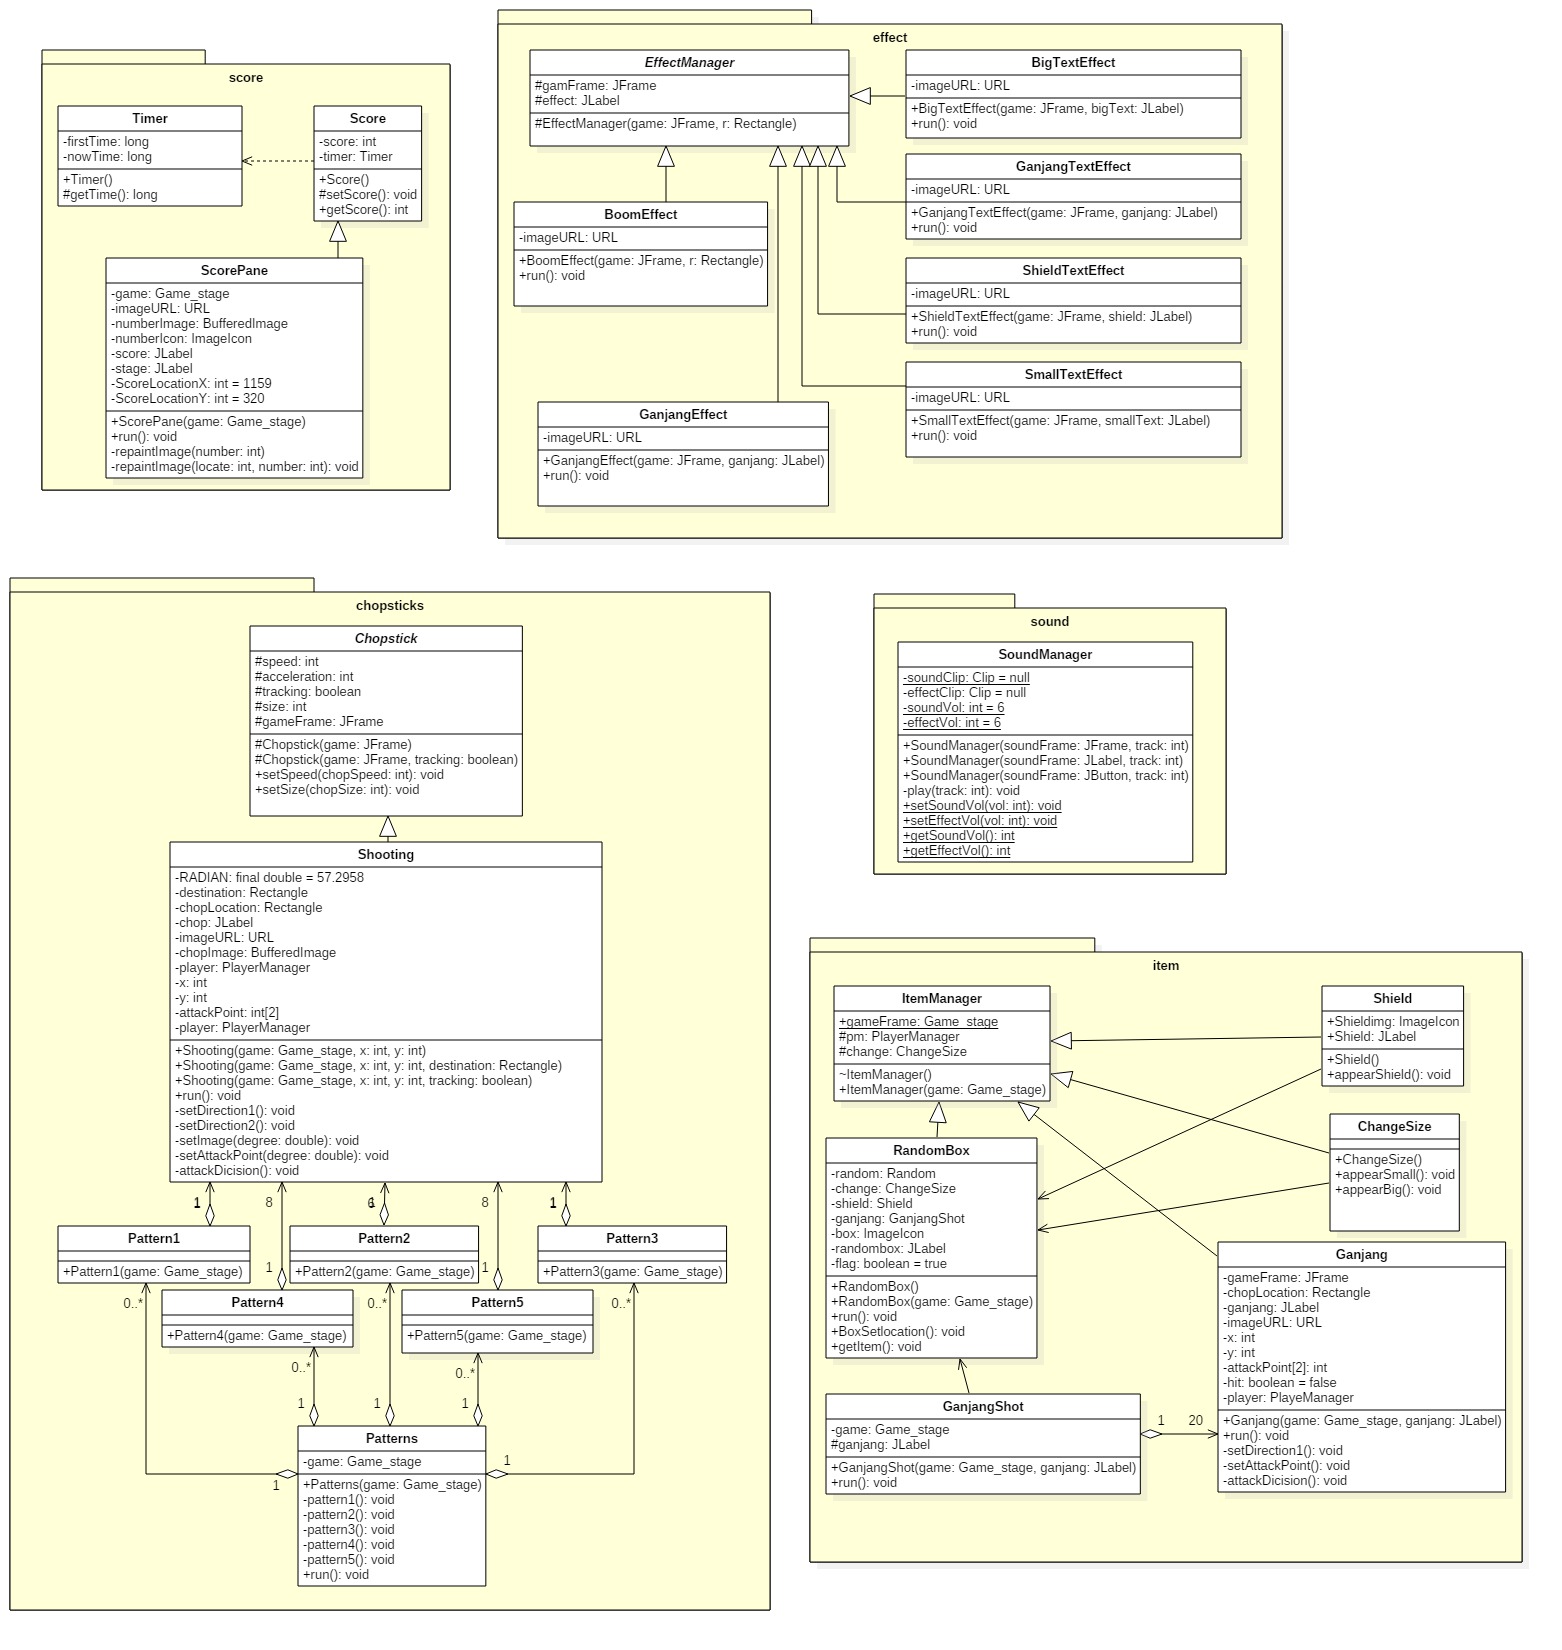 score
Timer
-firstTime: long
-nowTime: long
+Timer()
#getTime(): long
Score
-score: int
-timer: Timer
+Score()
#setScore(): void
+getScore(): int
ScorePane
-game: Game_stage
-imageURL: URL
-numberImage: BufferedImage
-numberIcon: ImageIcon
-score: JLabel
-stage: JLabel
-ScoreLocationX: int = 1159
-ScoreLocationY: int = 320
+ScorePane(game: Game_stage)
+run(): void
-repaintImage(number: int)
-repaintImage(locate: int, number: int): void
effect
EffectManager
#gamFrame: JFrame
#effect: JLabel
#EffectManager(game: JFrame, r: Rectangle)
BigTextEffect
-imageURL: URL
+BigTextEffect(game: JFrame, bigText: JLabel)
+run(): void
GanjangTextEffect
-imageURL: URL
+GanjangTextEffect(game: JFrame, ganjang: JLabel)
+run(): void
BoomEffect
-imageURL: URL
+BoomEffect(game: JFrame, r: Rectangle)
+run(): void
ShieldTextEffect
-imageURL: URL
+ShieldTextEffect(game: JFrame, shield: JLabel)
+run(): void
SmallTextEffect
-imageURL: URL
+SmallTextEffect(game: JFrame, smallText: JLabel)
+run(): void
GanjangEffect
-imageURL: URL
+GanjangEffect(game: JFrame, ganjang: JLabel)
+run(): void
chopsticks
Chopstick
#speed: int
#acceleration: int
#tracking: boolean
#size: int
#gameFrame: JFrame
#Chopstick(game: JFrame)
#Chopstick(game: JFrame, tracking: boolean)
+setSpeed(chopSpeed: int): void
+setSize(chopSize: int): void
Shooting
-RADIAN: final double = 57.2958
-destination: Rectangle
-chopLocation: Rectangle
-chop: JLabel
-imageURL: URL
-chopImage: BufferedImage
-player: PlayerManager
-x: int
-y: int
-attackPoint: int[2]
-player: PlayerManager
+Shooting(game: Game_stage, x: int, y: int)
+Shooting(game: Game_stage, x: int, y: int, destination: Rectangle)
+Shooting(game: Game_stage, x: int, y: int, tracking: boolean)
+run(): void
-setDirection1(): void
-setDirection2(): void
-setImage(degree: double): void
-setAttackPoint(degree: double): void
-attackDicision(): void
1
8
8
1
Pattern1
+Pattern1(game: Game_stage)
1
Pattern2
+Pattern2(game: Game_stage)
1
Pattern3
+Pattern3(game: Game_stage)
0..*
0..*
0..*
Pattern4
+Pattern4(game: Game_stage)
Pattern5
+Pattern5(game: Game_stage)
0..*
0..*
1
1
1
Patterns
-game: Game_stage
+Patterns(game: Game_stage)
-pattern1(): void
-pattern2(): void
-pattern3(): void
-pattern4(): void
-pattern5(): void
+run(): void
1
1
sound
SoundManager
-soundClip: Clip = null
-effectClip: Clip = null
-soundVol: int = 6
-effectVol: int = 6
+SoundManager(soundFrame: JFrame, track: int)
+SoundManager(soundFrame: JLabel, track: int)
+SoundManager(soundFrame: JButton, track: int)
-play(track: int): void
+setSoundVol(vol: int): void
+setEffectVol(vol: int): void
+getSoundVol(): int
+getEffectVol(): int
item
ItemManager
+gameFrame: Game_stage
#pm: PlayerManager
#change: ChangeSize
~ItemManager()
+ItemManager(game: Game_stage)
Shield
+Shieldimg: ImageIcon
+Shield: JLabel
+Shield()
+appearShield(): void
ChangeSize
+ChangeSize()
+appearSmall(): void
+appearBig(): void
RandomBox
-random: Random
-change: ChangeSize
-shield: Shield
-ganjang: GanjangShot
-box: ImageIcon
-randombox: JLabel
-flag: boolean = true
+RandomBox()
+RandomBox(game: Game_stage)
+run(): void
+BoxSetlocation(): void
+getItem(): void
Ganjang
-gameFrame: JFrame
-chopLocation: Rectangle
-ganjang: JLabel
-imageURL: URL
-x: int
-y: int
-attackPoint[2]: int
-hit: boolean = false
-player: PlayeManager
+Ganjang(game: Game_stage, ganjang: JLabel)
+run(): void
-setDirection1(): void
-setAttackPoint(): void
-attackDicision(): void
GanjangShot
-game: Game_stage
#ganjang: JLabel
+GanjangShot(game: Game_stage, ganjang: JLabel)
+run(): void
1
20